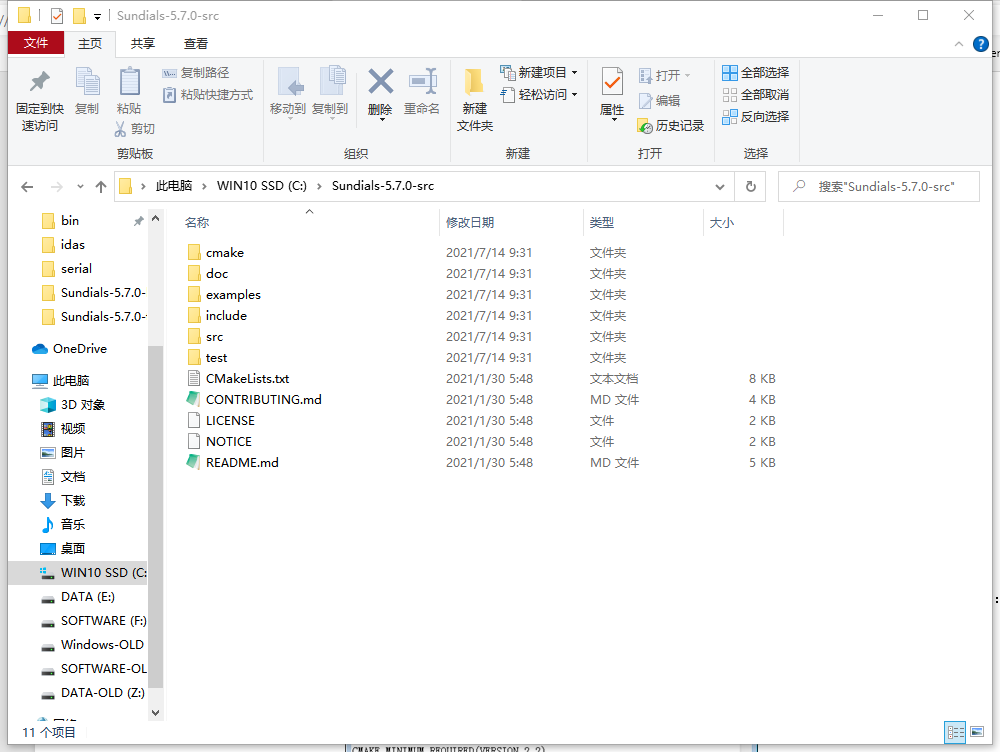 Sundials-5.7.0-src
文件 主页 共享 查看
固定到快速访问
复制
粘贴
复制路径
粘贴快捷方式
剪切
剪贴板
移动到
复制到
删除
重命名
组织
新建
文件夹
新建项目
轻松访问
新建
属性
打开
编辑
历史记录
打开
全部选择
全部取消
反向选择
选择
此电脑 › WIN10 SSD (C:) › Sundials-5.7.0-src
搜索"Sundials-5.7.0-src"
bin
idas
serial
Sundials-5.7.0-
Sundials-5.7.0-
OneDrive
此电脑
3D 对象
视频
图片
文档
下载
音乐
桌面
WIN10 SSD (C:
DATA (E:)
SOFTWARE (F:)
Windows-OLD
SOFTWARE-OL
DATA-OLD (Z:)
名称 修改日期 类型 大小
cmake 2021/7/14 9:31 文件夹
doc 2021/7/14 9:31 文件夹
examples 2021/7/14 9:31 文件夹
include 2021/7/14 9:31 文件夹
src 2021/7/14 9:31 文件夹
test 2021/7/14 9:31 文件夹
CMakeLists.txt 2021/1/30 5:48 文本文档 8 KB
CONTRIBUTING.md 2021/1/30 5:48 MD 文件 4 KB
LICENSE 2021/1/30 5:48 文件 2 KB
NOTICE 2021/1/30 5:48 文件 2 KB
README.md 2021/1/30 5:48 MD 文件 5 KB
11 个项目